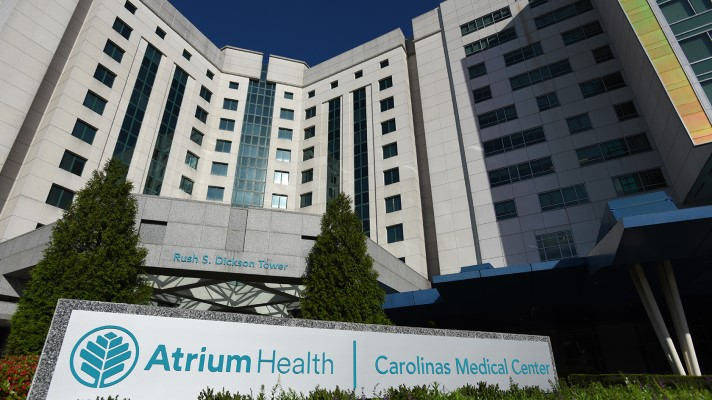 Rush S. Dickson Tower
Atrium Health | Carolinas Medical Center